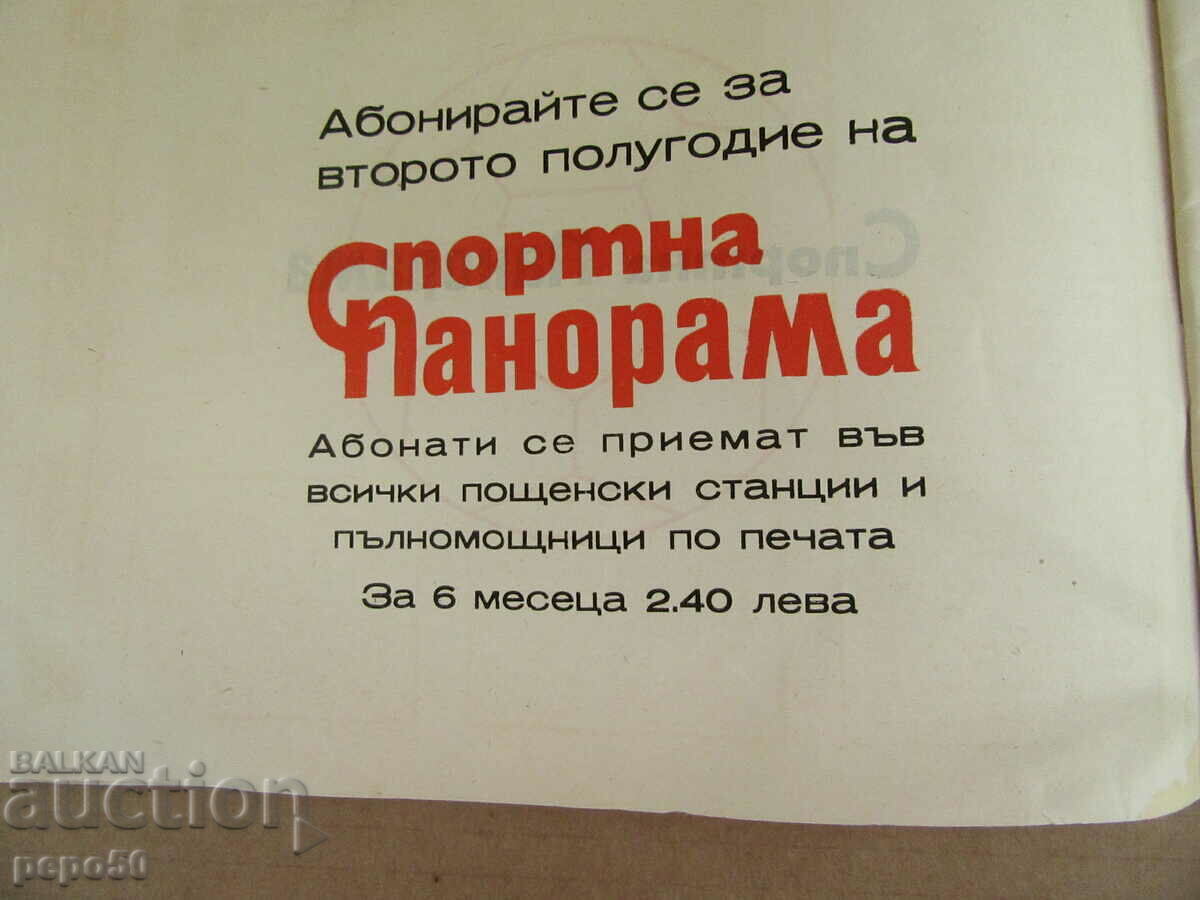 Абонирайте се за
второто полугодие на
Спортна
Панорама
Абонати се приемат във
всички пощенски станции и
пълномощници по печата
За 6 месеца 2.40 лева
BALKAN
auction
pepo50